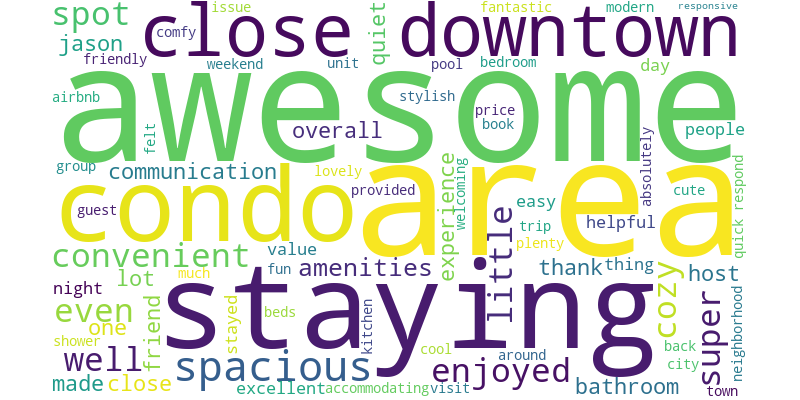 spot
issue
close downtown
fantastic
modern
responsive
jason
comfy
quiet
friendly
weekend
unit
pool
bedroom
day
awesome
airbnb
felt
stylish
price
book
overall
people
absolutely
group
communication
lovely
provided
condo
area
guest
experience
welcoming
easy
trip
plenty
helpful
cute
quick respond
convenient
value
fun
amenities
little
thank
thing
cozy
host
lot
much
night
staying
even
one
friend
stayed
beds
kitchen
super
neighborhood
shower
well
spacious
cool
enjoyed
around
back
city
made
close
excellent
accommodating
visit
bathroom
town